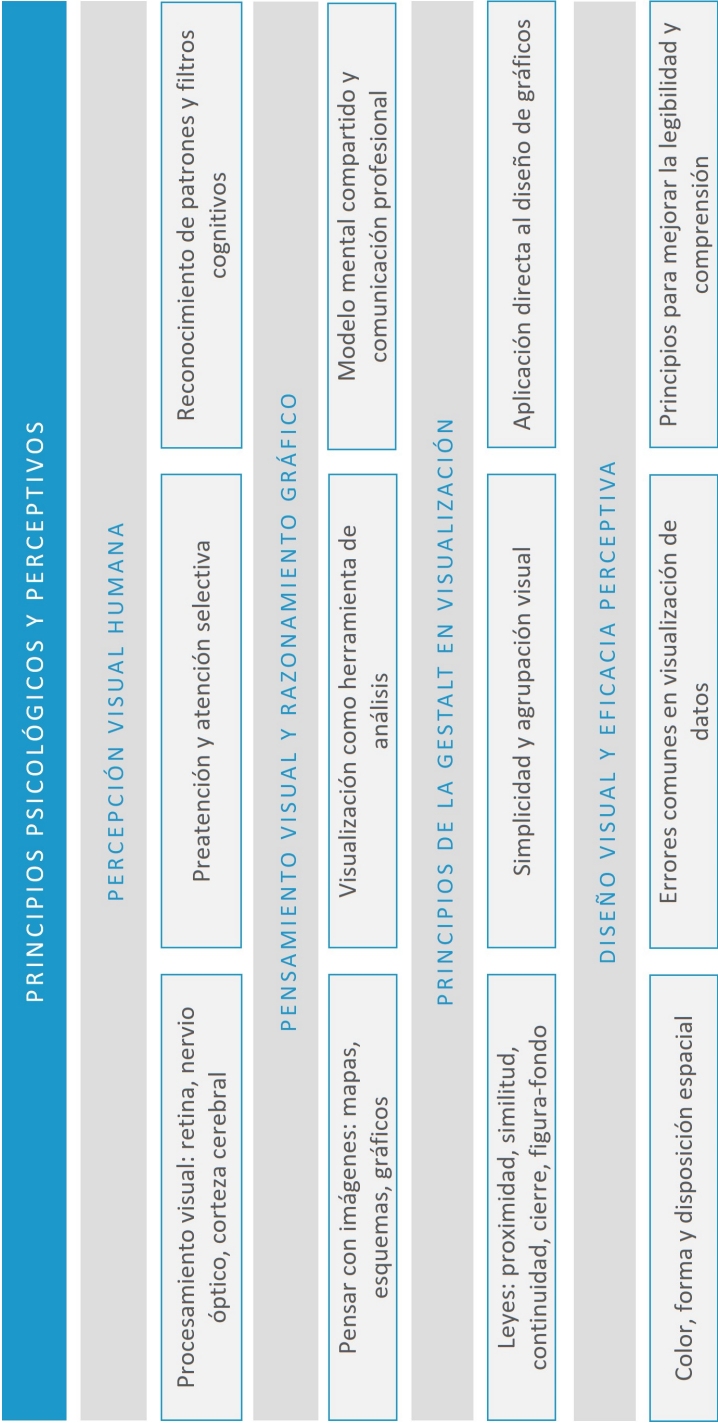 PRINCIPIOS PSICOLÓGICOS Y PERCEPTIVOS
PERCEPCIÓN VISUAL HUMANA
Procesamiento visual: retina, nervio
óptico, corteza cerebral
Preatención y atención selectiva
Reconocimiento de patrones y filtros
cognitivos
PENSAMIENTO VISUAL Y RAZONAMIENTO GRÁFICO
Pensar con imágenes: mapas,
esquemas, gráficos
Visualización como herramienta de
análisis
Modelo mental compartido y
comunicación profesional
PRINCIPIOS DE LA GESTALT EN VISUALIZACIÓN
Leyes: proximidad, similitud,
continuidad, cierre, figura-fondo
Simplicidad y agrupación visual
Aplicación directa al diseño de gráficos
DISEÑO VISUAL Y EFICACIA PERCEPTIVA
Color, forma y disposición espacial
Errores comunes en visualización de
datos
Principios para mejorar la legibilidad y
comprensión